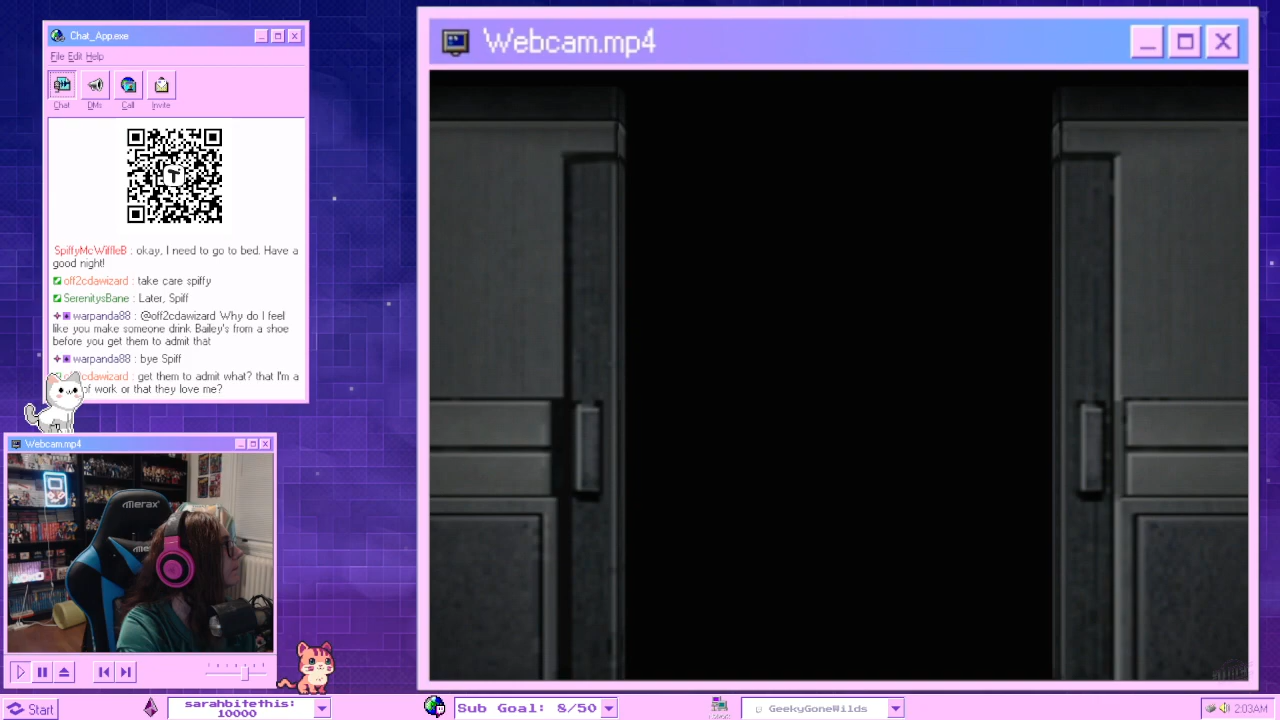 Chat_App.exe
File Edit Help
Chat DMs Call Invite
T
SpiffyMcWiffleB : okay, I need to go to bed. Have a
good night!
off2cdawizard : take care spiffy
SerenitysBane : Later, Spiff
warpanda88 : @off2cdawizard Why do I feel
like you make someone drink Bailey's from a shoe
before you get them to admit that
warpanda88 : bye Spiff
cdawizard : get them to admit what? that I'm a
of work or that they love me?
Webcam.mp4
Webcam.mp4
merax
Start
sarahbitethis:
10000
Sub Goal: 8/50
GeekyGoneWilds
2:03AM